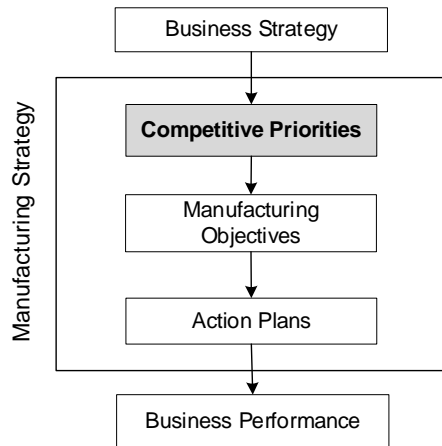 Business Strategy
Manufacturing Strategy
Competitive Priorities
Manufacturing
Objectives
Action Plans
Business Performance